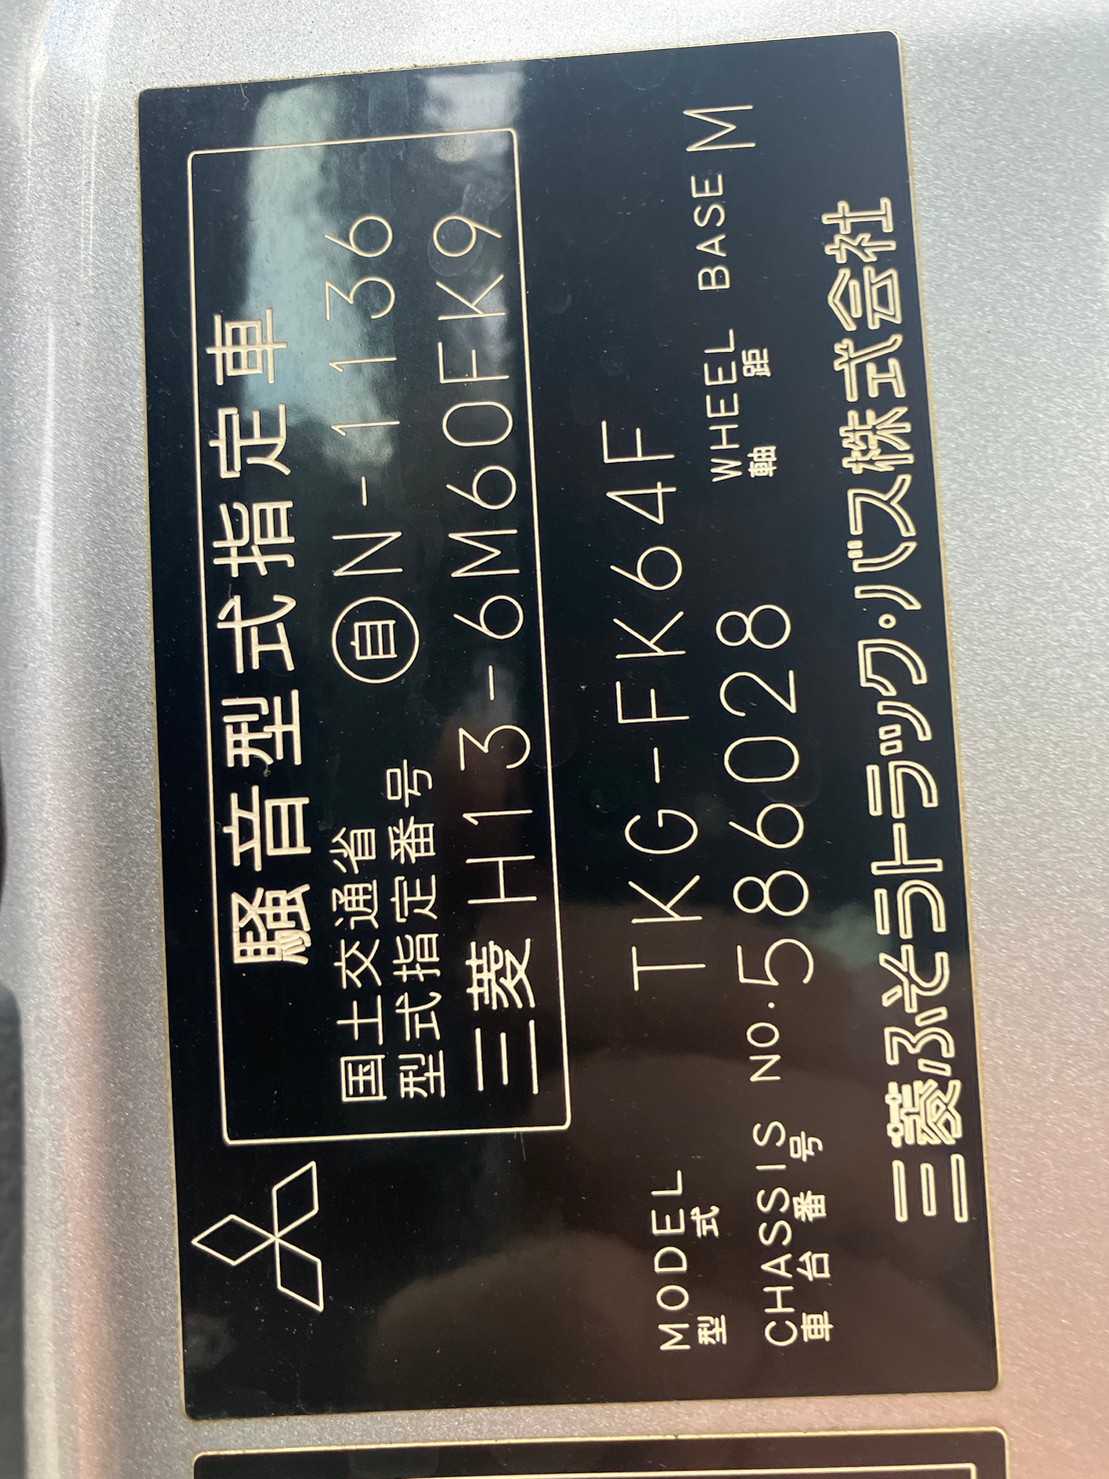 騒音型式指定車
国土交通省
型式指定番号
自N-1136
三菱H13-6M60FK9
MODEL TKG-FK64F
型式
CHASSIS NO.586028
車台番号
WHEEL BASE M
軸距
三菱ふそうトラック・バス株式会社